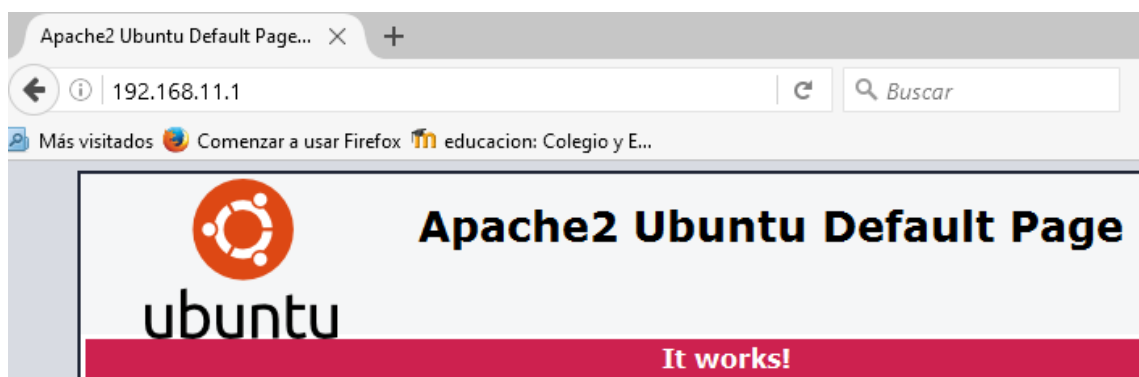 Apache2 Ubuntu Default Page...
192.168.11.1 Buscar
Más visitados Comenzar a usar Firefox educacion: Colegio y E...
Apache2 Ubuntu Default Page
ubuntu
It works!